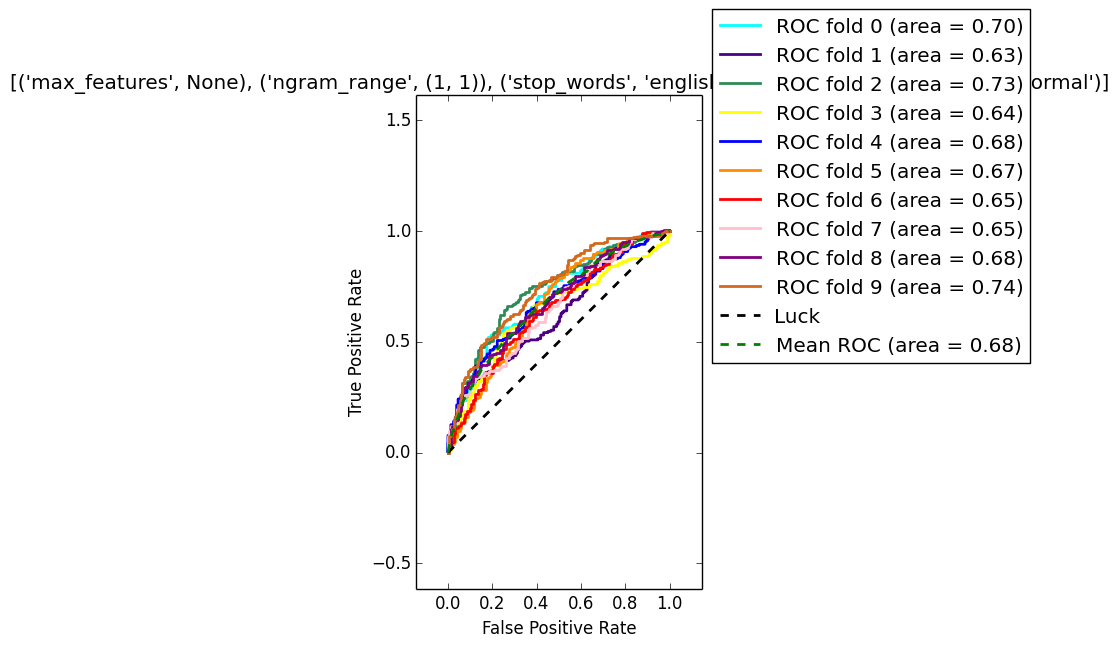 [('max_features', None), ('ngram_range', (1, 1)), ('stop_words', 'english ormal')]
ROC fold 0 (area = 0.70)
ROC fold 1 (area = 0.63)
ROC fold 2 (area = 0.73)
ROC fold 3 (area = 0.64)
ROC fold 4 (area = 0.68)
ROC fold 5 (area = 0.67)
ROC fold 6 (area = 0.65)
ROC fold 7 (area = 0.65)
ROC fold 8 (area = 0.68)
ROC fold 9 (area = 0.74)
Luck
Mean ROC (area = 0.68)
1.5
1.0
0.5
0.0
−0.5
True Positive Rate
0.0 0.2 0.4 0.6 0.8 1.0
False Positive Rate